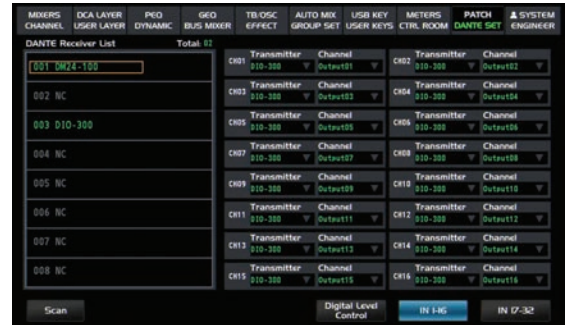 MIXERS DCA LAYER PEQ GEQ TB/OSC AUTO MIX USB KEY METERS PATCH SYSTEM
CHANNEL USER LAYER DYNAMIC BUS MIXER EFFECT GROUP SET USER KEYS CTRL ROOM DANTE SET ENGINEER
DANTE Receiver List Total: 02
001 DM24-100
002 NC
003 DIO-300
004 NC
005 NC
006 NC
007 NC
008 NC
Transmitter Channel Transmitter Channel
CH01 DIO-300 Output01 CH02 DIO-300 Output02
Transmitter Channel Transmitter Channel
CH03 DIO-300 Output03 CH04 DIO-300 Output04
Transmitter Channel Transmitter Channel
CH05 DIO-300 Output05 CH06 DIO-300 Output06
Transmitter Channel Transmitter Channel
CH07 DIO-300 Output07 CH08 DIO-300 Output08
Transmitter Channel Transmitter Channel
CH09 DIO-300 Output09 CH10 DIO-300 Output10
Transmitter Channel Transmitter Channel
CH11 DIO-300 Output11 CH12 DIO-300 Output12
Transmitter Channel Transmitter Channel
CH13 DIO-300 Output13 CH14 DIO-300 Output14
Transmitter Channel Transmitter Channel
CH15 DIO-300 Output15 CH16 DIO-300 Output16
Scan
Digital Level
Control
IN 1-16
IN 17-32